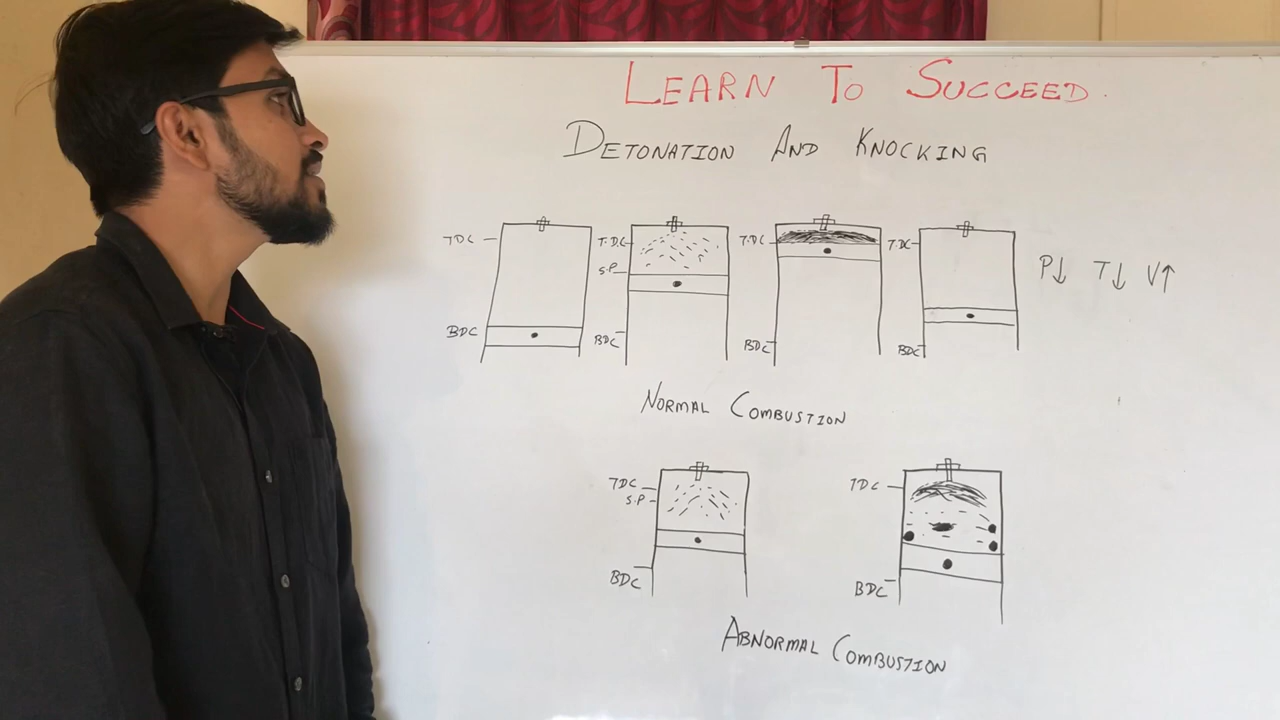 LEARN TO SUCCEED.
DETONATION AND KNOCKING
TDC
BDC
T.DC
S.P
BDC
T.DC
BDC
T.DC
BDC
P↓ T↓ V↑
NORMAL COMBUSTION
TDC
S.P
BDC
TDC
BDC
ABNORMAL COMBUSTION